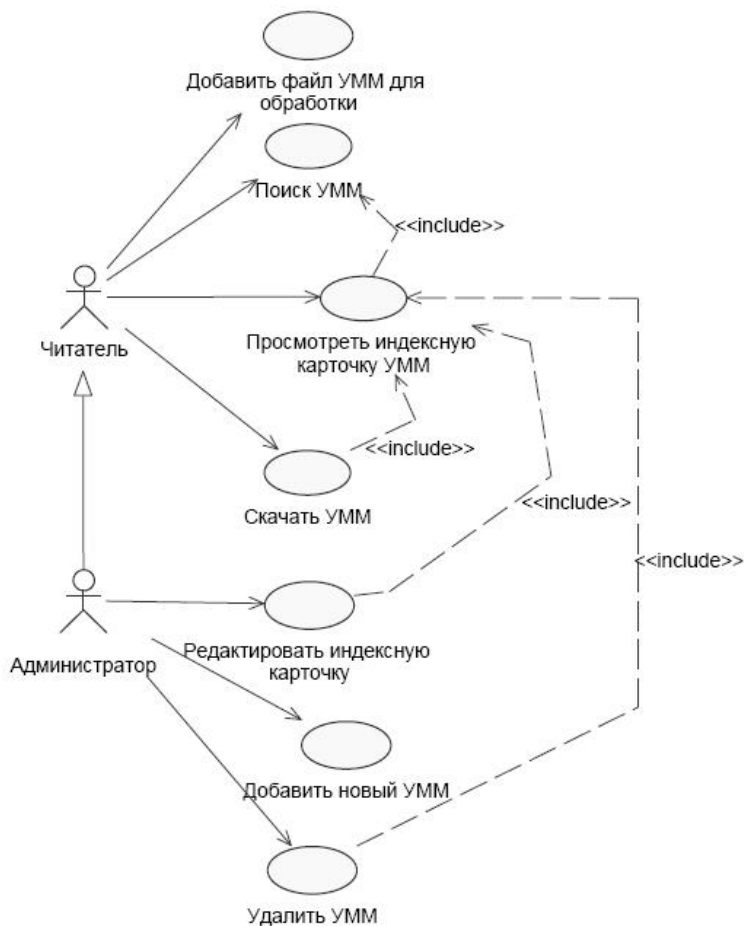 Добавить файл УММ для
обработки
Поиск УММ
<<include>>
Читатель
Просмотреть индексную
карточку УММ
<<include>>
Скачать УММ
<<include>>
<<include>>
Администратор
Редактировать индексную
карточку
Добавить новый УММ
Удалить УММ